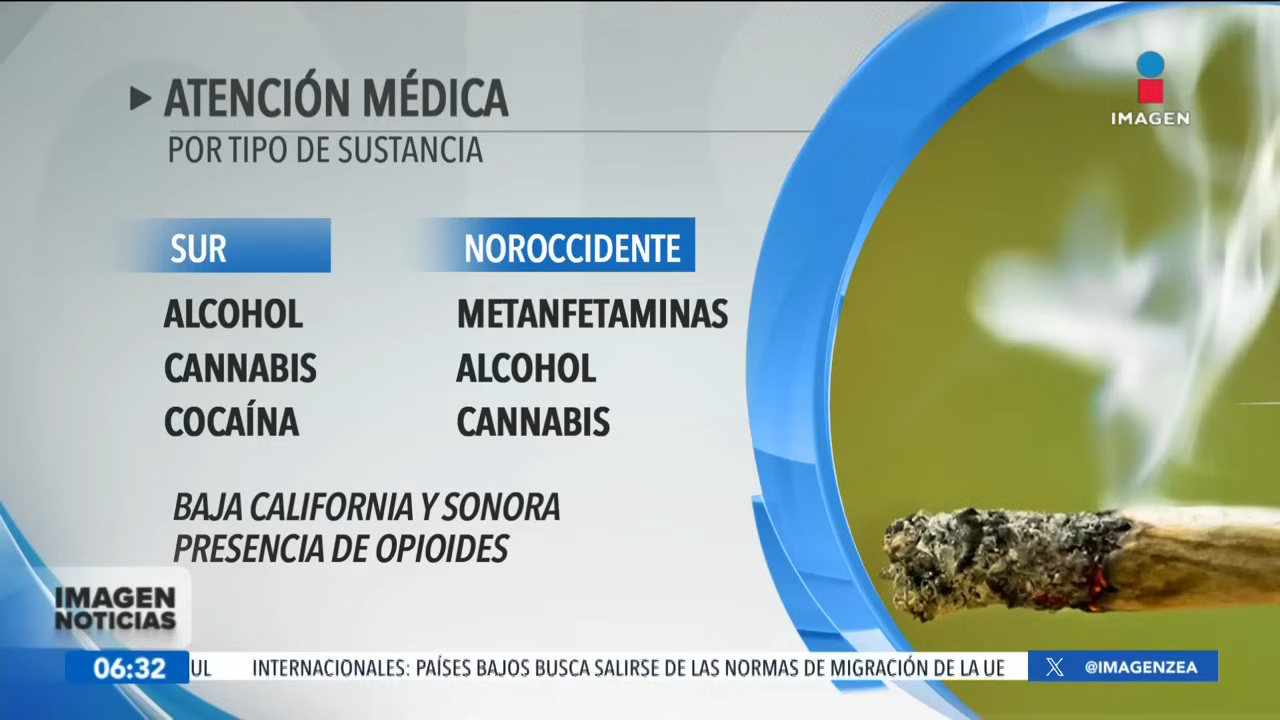 ATENCIÓN MÉDICA
POR TIPO DE SUSTANCIA
IMAGEN
SUR
ALCOHOL
CANNABIS
COCAÍNA
NOROCCIDENTE
METANFETAMINAS
ALCOHOL
CANNABIS
BAJA CALIFORNIA Y SONORA
PRESENCIA DE OPIOIDES
IMAGEN
NOTICIAS
06:32
UL INTERNACIONALES: PAÍSES BAJOS BUSCA SALIRSE DE LAS NORMAS DE MIGRACIÓN DE LA UE
@IMAGENZEA